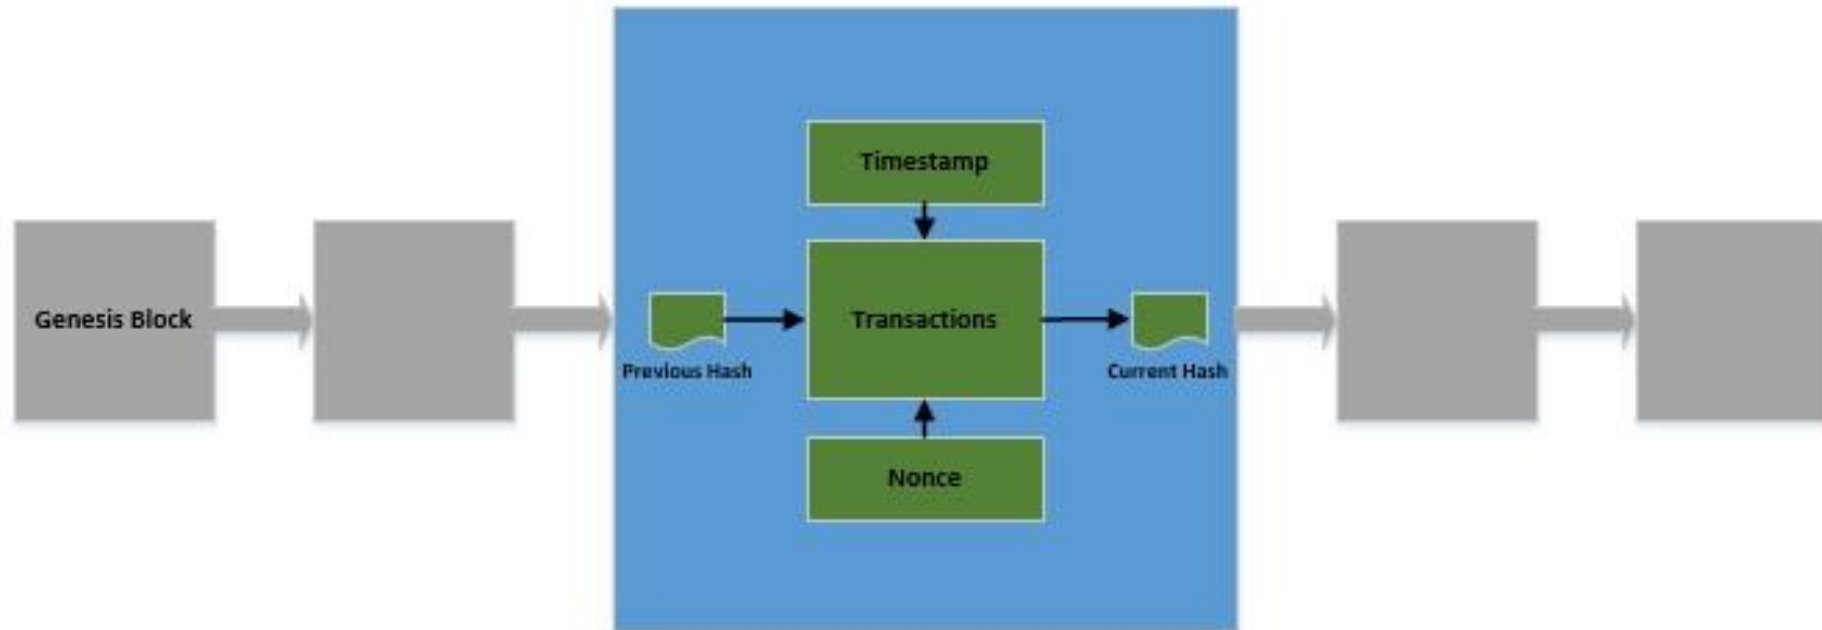 Timestamp
Genesis Block
Transactions
Previous Hash
Current Hash
Nonce